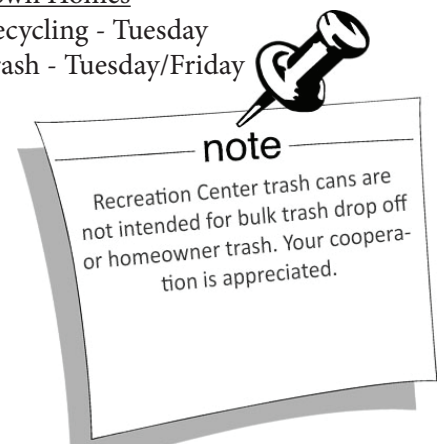 own Homes
ecycling - Tuesday
rash - Tuesday/Friday
note
Recreation Center trash cans are
not intended for bulk trash drop off
or homeowner trash. Your coopera-
tion is appreciated.